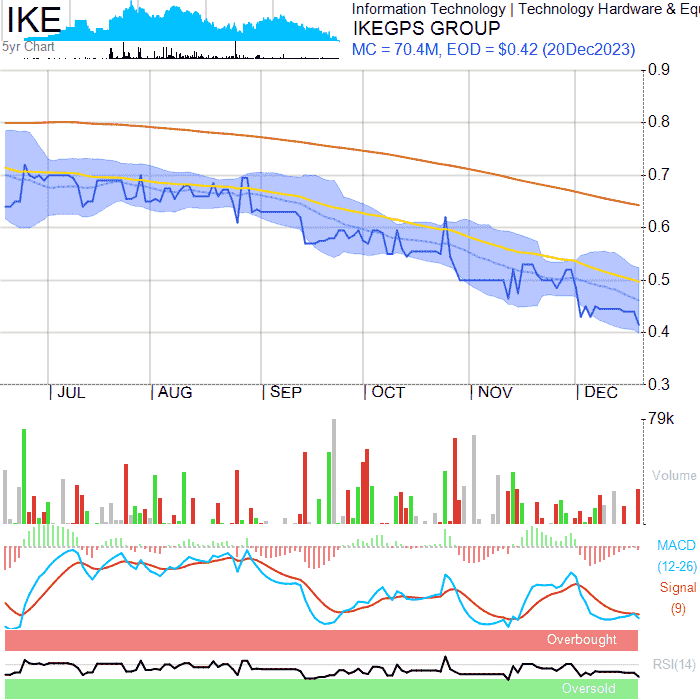 IKE
5yr Chart
Information Technology | Technology Hardware & Equ
IKEGPS GROUP
MC = 70.4M, EOD = $0.42 (20Dec2023)
0.9
0.8
0.7
0.6
0.5
0.4
0.3
JUL AUG SEP OCT NOV DEC
79k
Volume
MACD
(12-26)
Signal
(9)
Overbought
RSI(14)
Oversold